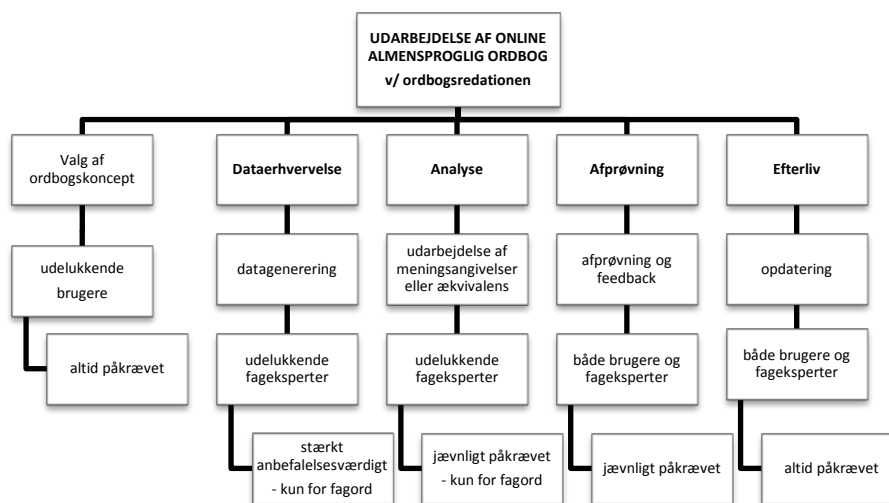 UDARBEJDELSE AF ONLINE
ALMENSPROGLIG ORDBOG
v/ ordbogsredationen
Valg af
ordbogskoncept
udelukkende
brugere
altid påkrævet
Dataerhvervelse
datagenerering
udelukkende
fageksperter
stærkt
anbefalelsesværdigt
- kun for fagord
Analyse
udarbejdelse af
meningsangivelser
eller ækvivalens
udelukkende
fageksperter
jævnligt påkrævet
- kun for fagord
Afprøvning
afprøvning og
feedback
både brugere og
fageksperter
jævnligt påkrævet
Efterliv
opdatering
både brugere og
fageksperter
altid påkrævet